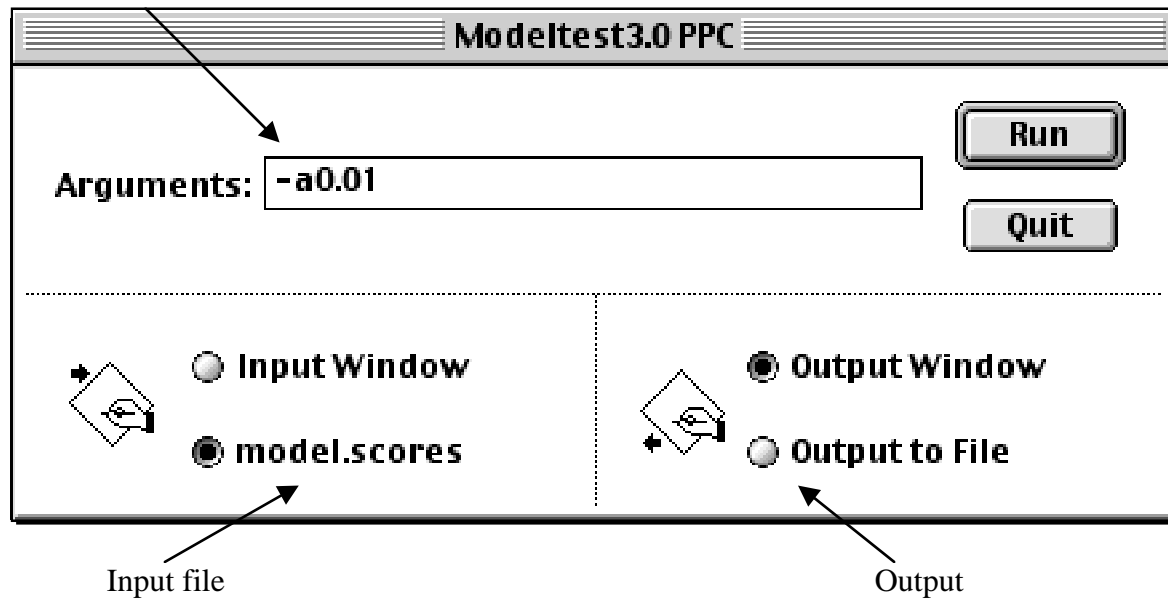 Modeltest3.0 PPC
Run
Arguments: -a0.01
Quit
Input Window
Output Window
model.scores
Output to File
Input file
Output